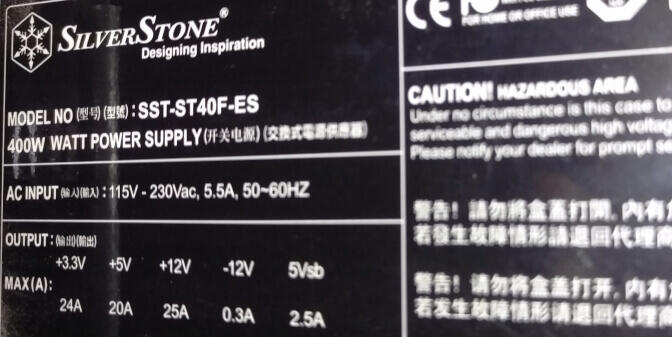 SILVERSTONE®
Designing Inspiration
MODEL NO (型号) (型號) : SST-ST40F-ES
400W WATT POWER SUPPLY (开关电源) (交換式電源供應器)
AC INPUT (输入)(輸入) : 115V - 230Vac, 5.5A, 50~60HZ
OUTPUT : (输出)(輸出)
+3.3V +5V +12V -12V 5Vsb
MAX (A) :
24A 20A 25A 0.3A 2.5A
CE
FOR HOME OR OFFICE USE
CAUTION! HAZARDOUS AREA
Under no circumstance is this case to
serviceable and dangerous high
Please notify your dealer for prompt
警告! 請勿將盒蓋打開, 內有
若發生故障情形請退回代理商
警告! 请勿将盒盖打开, 内有
若发生故障情形请退回代理商